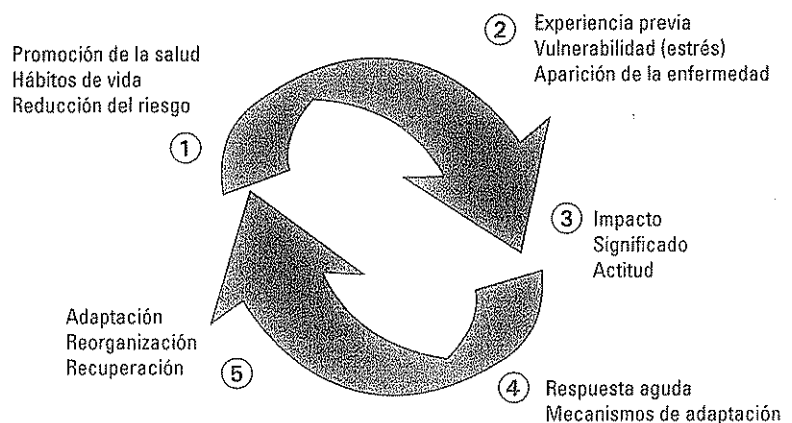 1
Promoción de la salud
Hábitos de vida
Reducción del riesgo
2
Experiencia previa
Vulnerabilidad (estrés)
Aparición de la enfermedad
3
Impacto
Significado
Actitud
4
Respuesta aguda
Mecanismos de adaptación
5
Adaptación
Reorganización
Recuperación